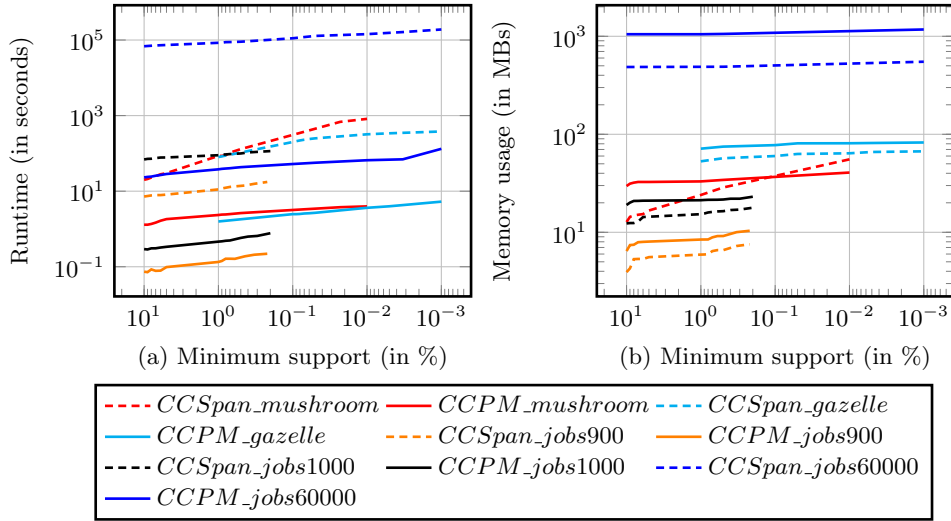 Runtime (in seconds)
10^5
10^3
10^1
10^−1
10^1 10^0 10^−1 10^−2 10^−3
(a) Minimum support (in %)
Memory usage (in MBs)
10^3
10^2
10^1
10^1 10^0 10^−1 10^−2 10^−3
(b) Minimum support (in %)
CCSpan_mushroom CCPM_mushroom CCSpan_gazelle
CCPM_gazelle CCSpan_jobs900 CCPM_jobs900
CCSpan_jobs1000 CCPM_jobs1000 CCSpan_jobs60000
CCPM_jobs60000